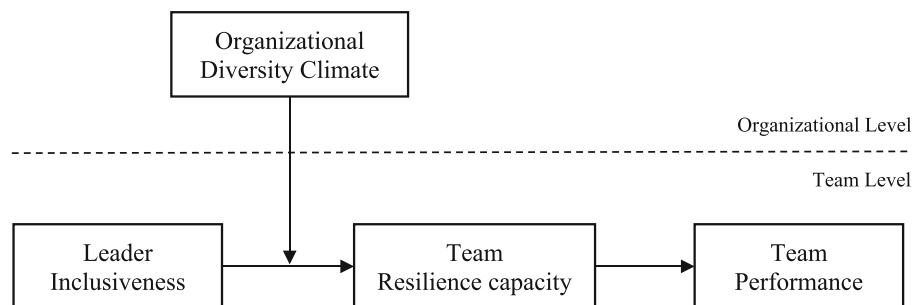 Organizational
Diversity Climate
Organizational Level
Team Level
Leader
Inclusiveness
Team
Resilience capacity
Team
Performance